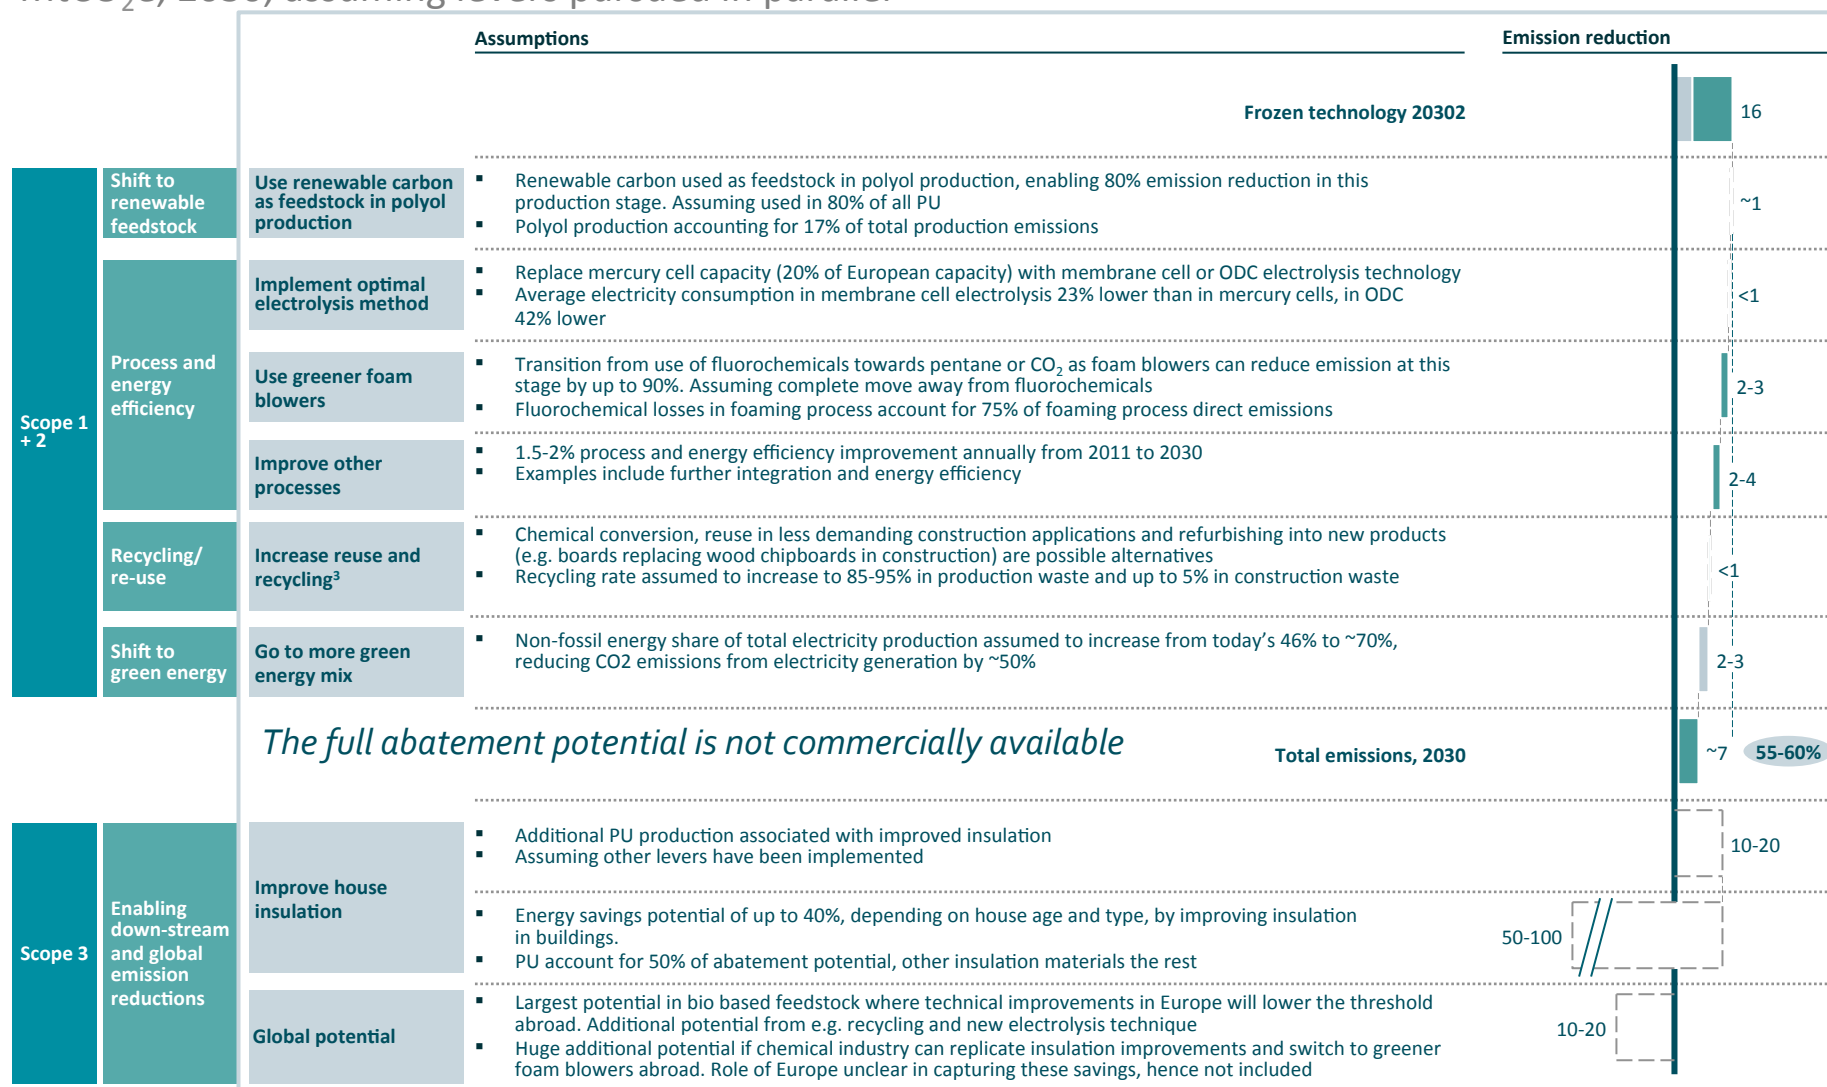 MtCO₂e, 2030, assuming levers pursued in parallel
Assumptions
Emission reduction
Frozen technology 20302
16
Scope 1
+ 2
Shift to
renewable
feedstock
Use renewable carbon
as feedstock in polyol
production
▪ Renewable carbon used as feedstock in polyol production, enabling 80% emission reduction in this
production stage. Assuming used in 80% of all PU
▪ Polyol production accounting for 17% of total production emissions
~1
Process and
energy
efficiency
Implement optimal
electrolysis method
▪ Replace mercury cell capacity (20% of European capacity) with membrane cell or ODC electrolysis technology
▪ Average electricity consumption in membrane cell electrolysis 23% lower than in mercury cells, in ODC
42% lower
<1
Use greener foam
blowers
▪ Transition from use of fluorochemicals towards pentane or CO₂ as foam blowers can reduce emission at this
stage by up to 90%. Assuming complete move away from fluorochemicals
▪ Fluorochemical losses in foaming process account for 75% of foaming process direct emissions
2-3
Improve other
processes
▪ 1.5-2% process and energy efficiency improvement annually from 2011 to 2030
▪ Examples include further integration and energy efficiency
2-4
Recycling/
re-use
Increase reuse and
recycling³
▪ Chemical conversion, reuse in less demanding construction applications and refurbishing into new products
(e.g. boards replacing wood chipboards in construction) are possible alternatives
▪ Recycling rate assumed to increase to 85-95% in production waste and up to 5% in construction waste
<1
Shift to
green energy
Go to more green
energy mix
▪ Non-fossil energy share of total electricity production assumed to increase from today's 46% to ~70%,
reducing CO2 emissions from electricity generation by ~50%
2-3
The full abatement potential is not commercially available
Total emissions, 2030
~7
55-60%
Scope 3
Enabling
down-stream
and global
emission
reductions
Improve house
insulation
▪ Additional PU production associated with improved insulation
▪ Assuming other levers have been implemented
10-20
▪ Energy savings potential of up to 40%, depending on house age and type, by improving insulation
in buildings.
▪ PU account for 50% of abatement potential, other insulation materials the rest
50-100
Global potential
▪ Largest potential in bio based feedstock where technical improvements in Europe will lower the threshold
abroad. Additional potential from e.g. recycling and new electrolysis technique
▪ Huge additional potential if chemical industry can replicate insulation improvements and switch to greener
foam blowers abroad. Role of Europe unclear in capturing these savings, hence not included
10-20